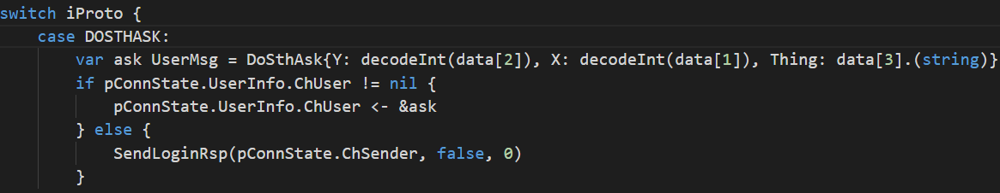 switch iProto {
case DOSTHASK:
var ask UserMsg = DoSthAsk{Y: decodeInt(data[2]), X: decodeInt(data[1]), Thing: data[3].(string)}
if pConnState.UserInfo.ChUser != nil {
pConnState.UserInfo.ChUser <- &ask
} else {
SendLoginRsp(pConnState.ChSender, false, 0)
}